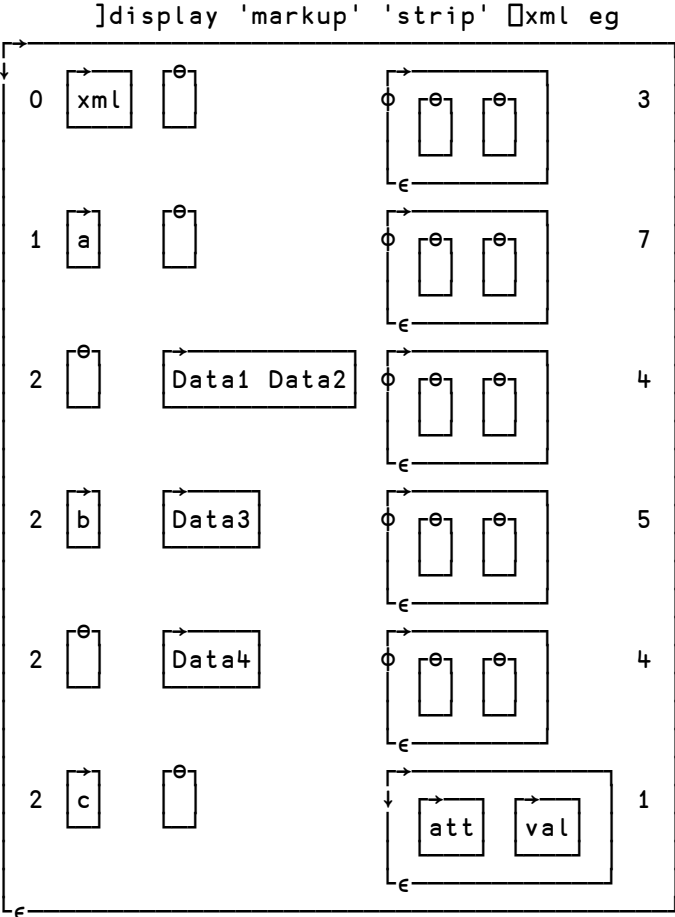 ]display 'markup' 'strip' ⎕xml eg
┌→────────────────────────────────────────┐
↓   ┌→──┐ ┌⊖┐           ┌→────────┐       │
│ 0 │xml│ │ │           ⌽ ┌⊖┐ ┌⊖┐ │     3 │
│   └───┘ └─┘           │ │ │ │ │ │       │
│                       │ └─┘ └─┘ │       │
│                       └∊────────┘       │
│   ┌→┐   ┌⊖┐           ┌→────────┐       │
│ 1 │a│   │ │           ⌽ ┌⊖┐ ┌⊖┐ │     7 │
│   └─┘   └─┘           │ │ │ │ │ │       │
│                       │ └─┘ └─┘ │       │
│                       └∊────────┘       │
│   ┌⊖┐   ┌→──────────┐ ┌→────────┐       │
│ 2 │ │   │Data1 Data2│ ⌽ ┌⊖┐ ┌⊖┐ │     4 │
│   └─┘   └───────────┘ │ │ │ │ │ │       │
│                       │ └─┘ └─┘ │       │
│                       └∊────────┘       │
│   ┌→┐   ┌→────┐       ┌→────────┐       │
│ 2 │b│   │Data3│       ⌽ ┌⊖┐ ┌⊖┐ │     5 │
│   └─┘   └─────┘       │ │ │ │ │ │       │
│                       │ └─┘ └─┘ │       │
│                       └∊────────┘       │
│   ┌⊖┐   ┌→────┐       ┌→────────┐       │
│ 2 │ │   │Data4│       ⌽ ┌⊖┐ ┌⊖┐ │     4 │
│   └─┘   └─────┘       │ │ │ │ │ │       │
│                       │ └─┘ └─┘ │       │
│                       └∊────────┘       │
│   ┌→┐   ┌⊖┐           ┌→────────────┐   │
│ 2 │c│   │ │           ↓ ┌→──┐ ┌→──┐ │ 1 │
│   └─┘   └─┘           │ │att│ │val│ │   │
│                       │ └───┘ └───┘ │   │
│                       └∊────────────┘   │
└∊────────────────────────────────────────┘